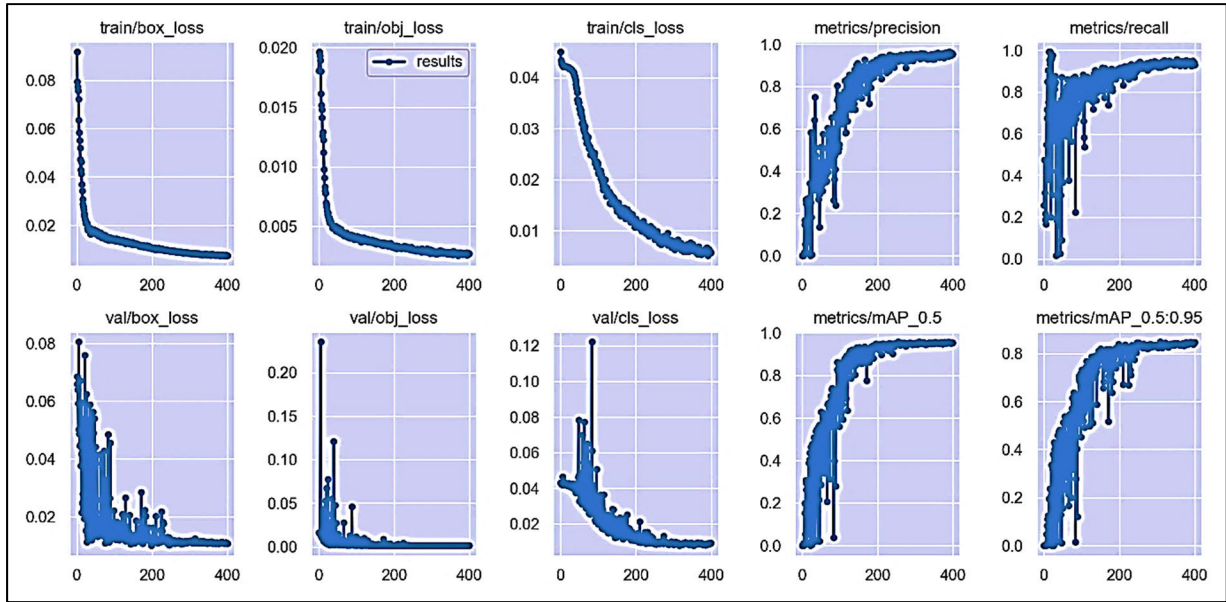 train/box_loss
train/obj_loss
train/cls_loss
metrics/precision
metrics/recall
0.08
0.06
0.04
0.02
0 200 400
0.020
0.015
0.010
0.005
results
0 200 400
0.04
0.03
0.02
0.01
0 200 400
1.0
0.8
0.6
0.4
0.2
0.0
0 200 400
1.0
0.8
0.6
0.4
0.2
0.0
0 200 400
val/box_loss
val/obj_loss
val/cls_loss
metrics/mAP_0.5
metrics/mAP_0.5:0.95
0.08
0.06
0.04
0.02
0 200 400
0.20
0.15
0.10
0.05
0.00
0 200 400
0.12
0.10
0.08
0.06
0.04
0.02
0 200 400
1.0
0.8
0.6
0.4
0.2
0.0
0 200 400
0.8
0.6
0.4
0.2
0.0
0 200 400